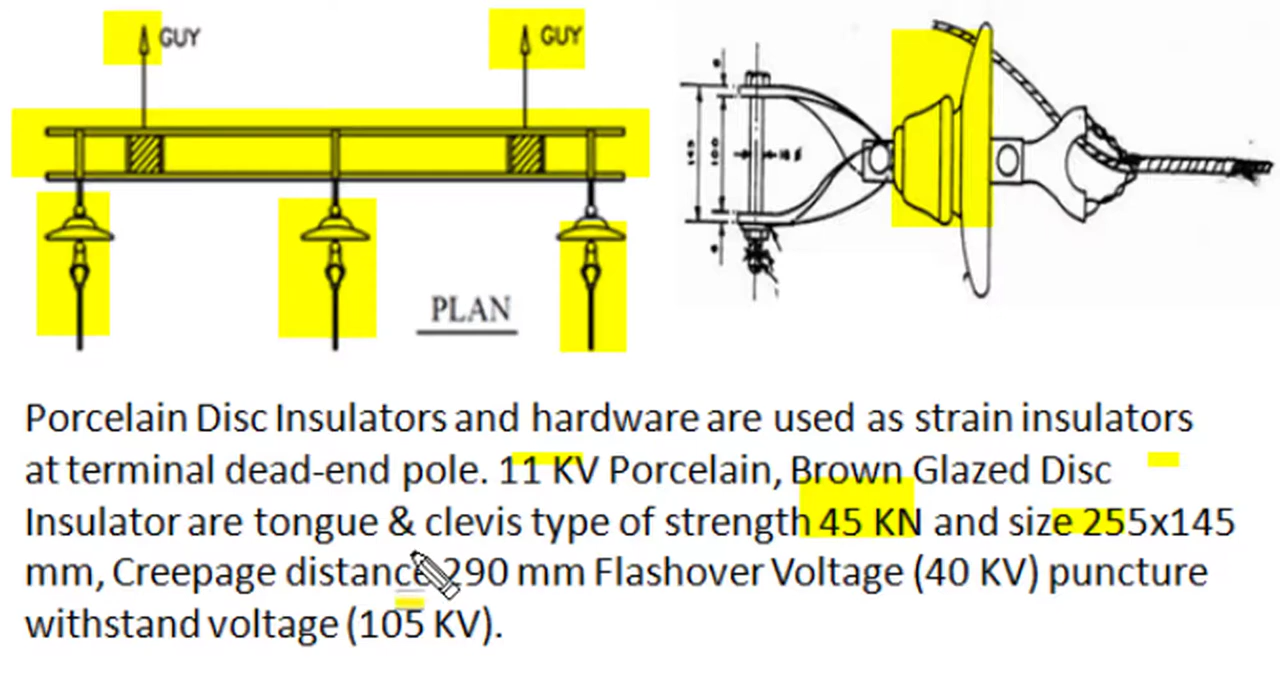 GUY
GUY
PLAN
Porcelain Disc Insulators and hardware are used as strain insulators
at terminal dead-end pole. 11 KV Porcelain, Brown Glazed Disc
Insulator are tongue & clevis type of strength 45 KN and size 255x145
mm, Creepage distance 290 mm Flashover Voltage (40 KV) puncture
withstand voltage (105 KV).